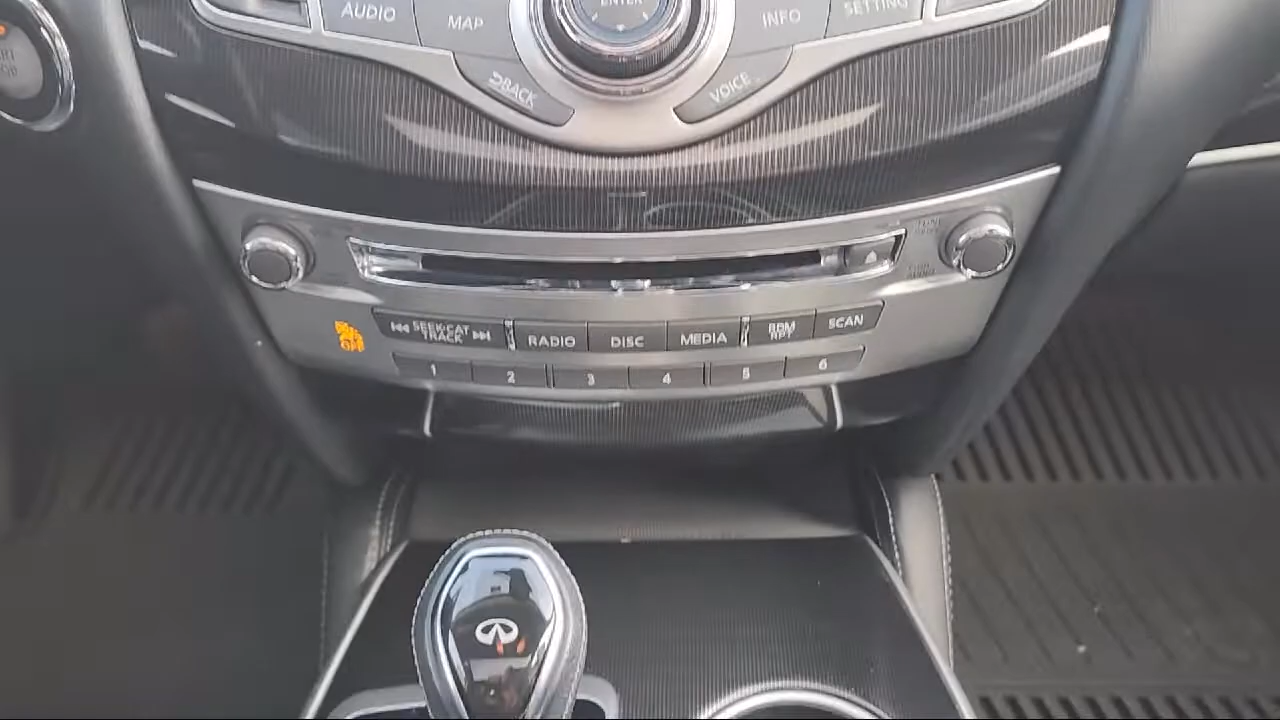 ENTER
AUDIO
MAP
INFO
SETTING
BACK
VOICE
SEEK·CAT
TRACK
RADIO
DISC
MEDIA
RDM
RPT
SCAN
1
2
3
4
5
6
OFF